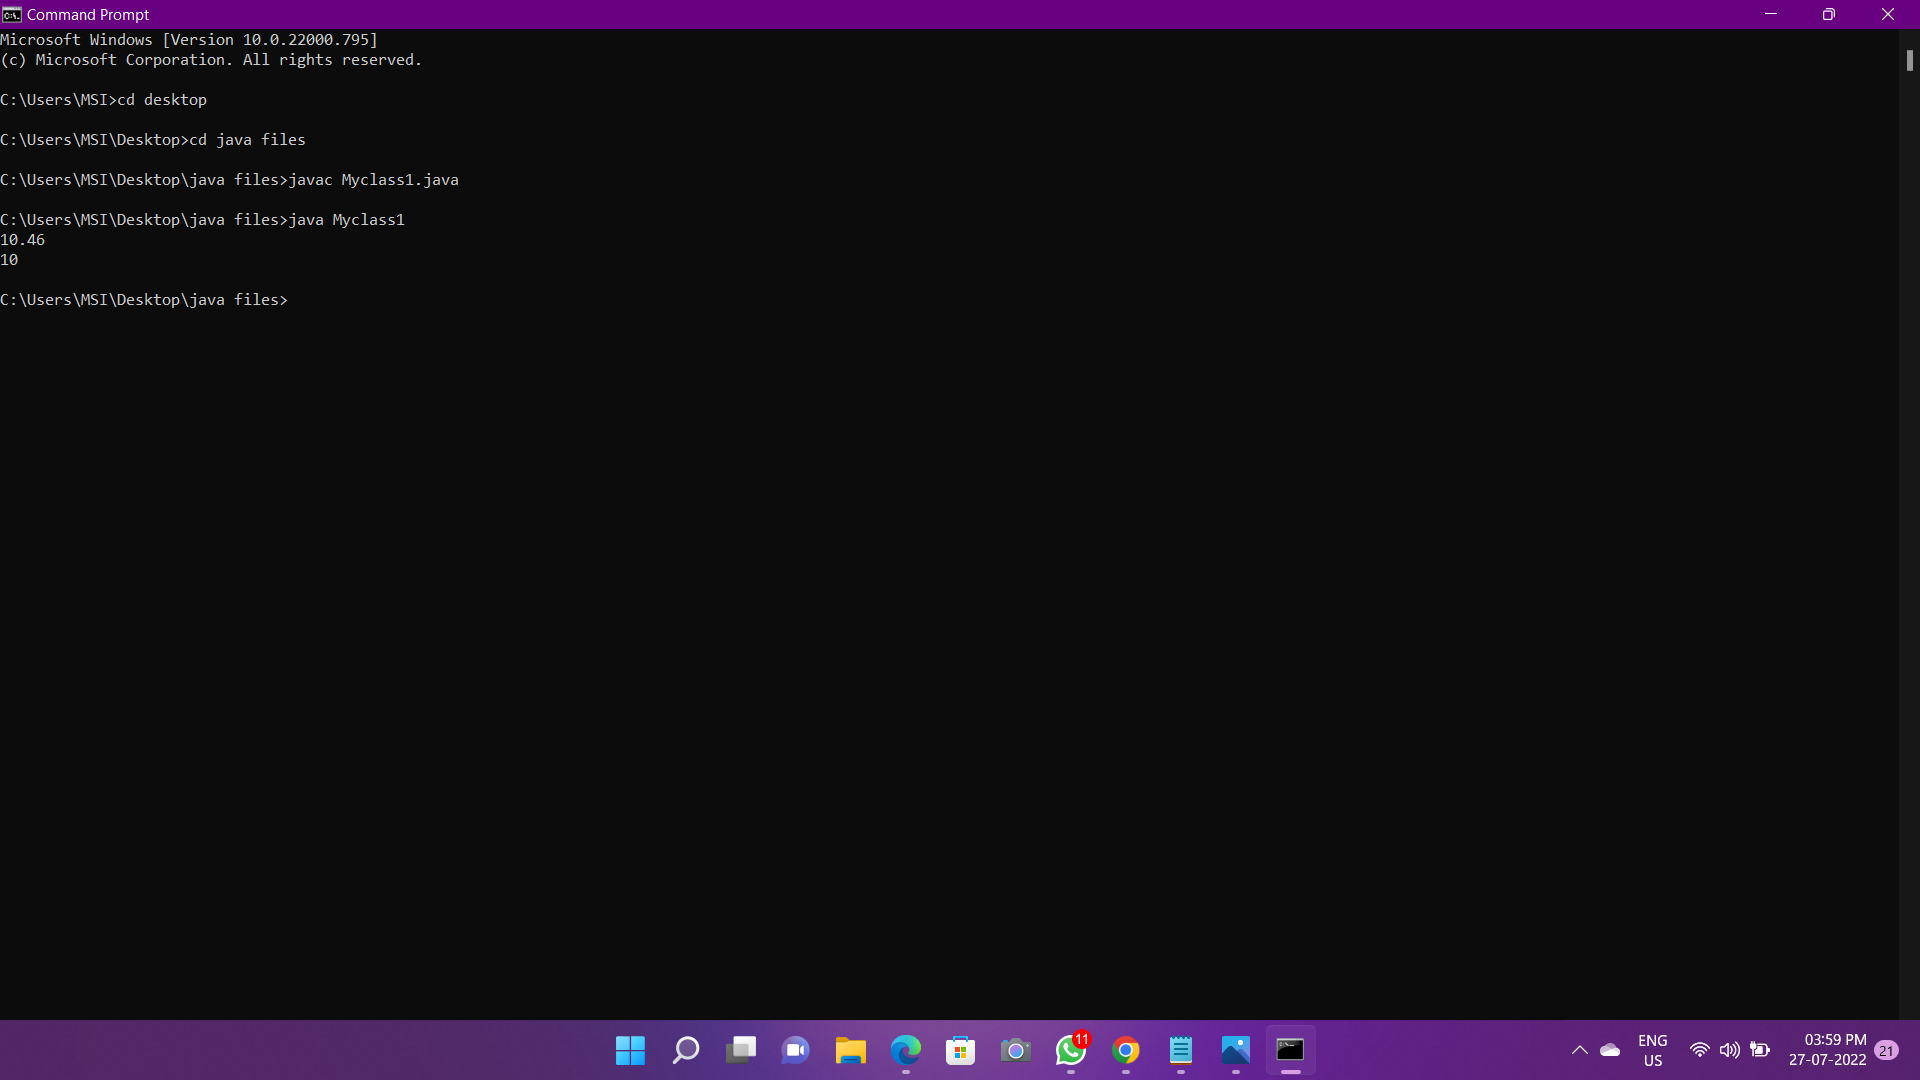 Command Prompt
Microsoft Windows [Version 10.0.22000.795]
(c) Microsoft Corporation. All rights reserved.
C:\Users\MSI>cd desktop
C:\Users\MSI\Desktop>cd java files
C:\Users\MSI\Desktop\java files>javac Myclass1.java
C:\Users\MSI\Desktop\java files>java Myclass1
10.46
10
C:\Users\MSI\Desktop\java files>
11
ENG
US
03:59 PM
27-07-2022
21